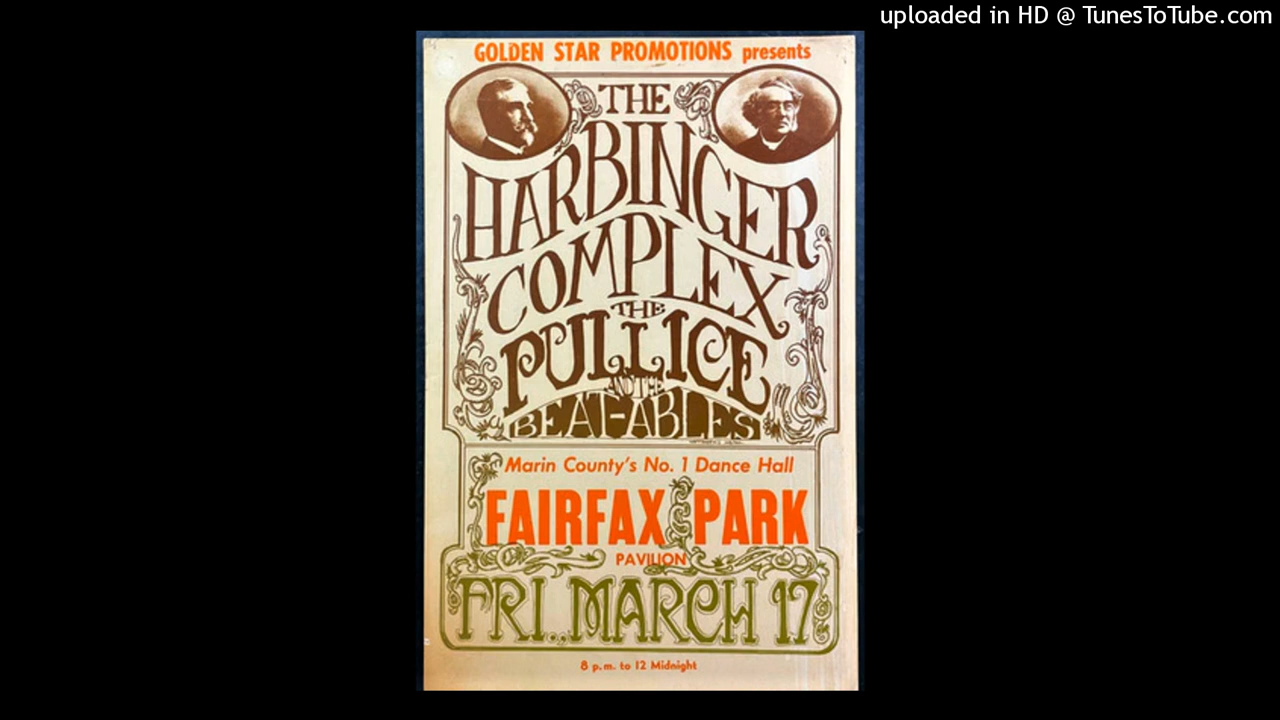 uploaded in HD @ TunesToTube.com
GOLDEN STAR PROMOTIONS presents
THE
HARBINGER
COMPLEX
THE
PULLICE
AND THE
BEAT-ABLES
Marin County's No. 1 Dance Hall
FAIRFAX PARK
PAVILION
FRI., MARCH 17
8 p.m. to 12 Midnight